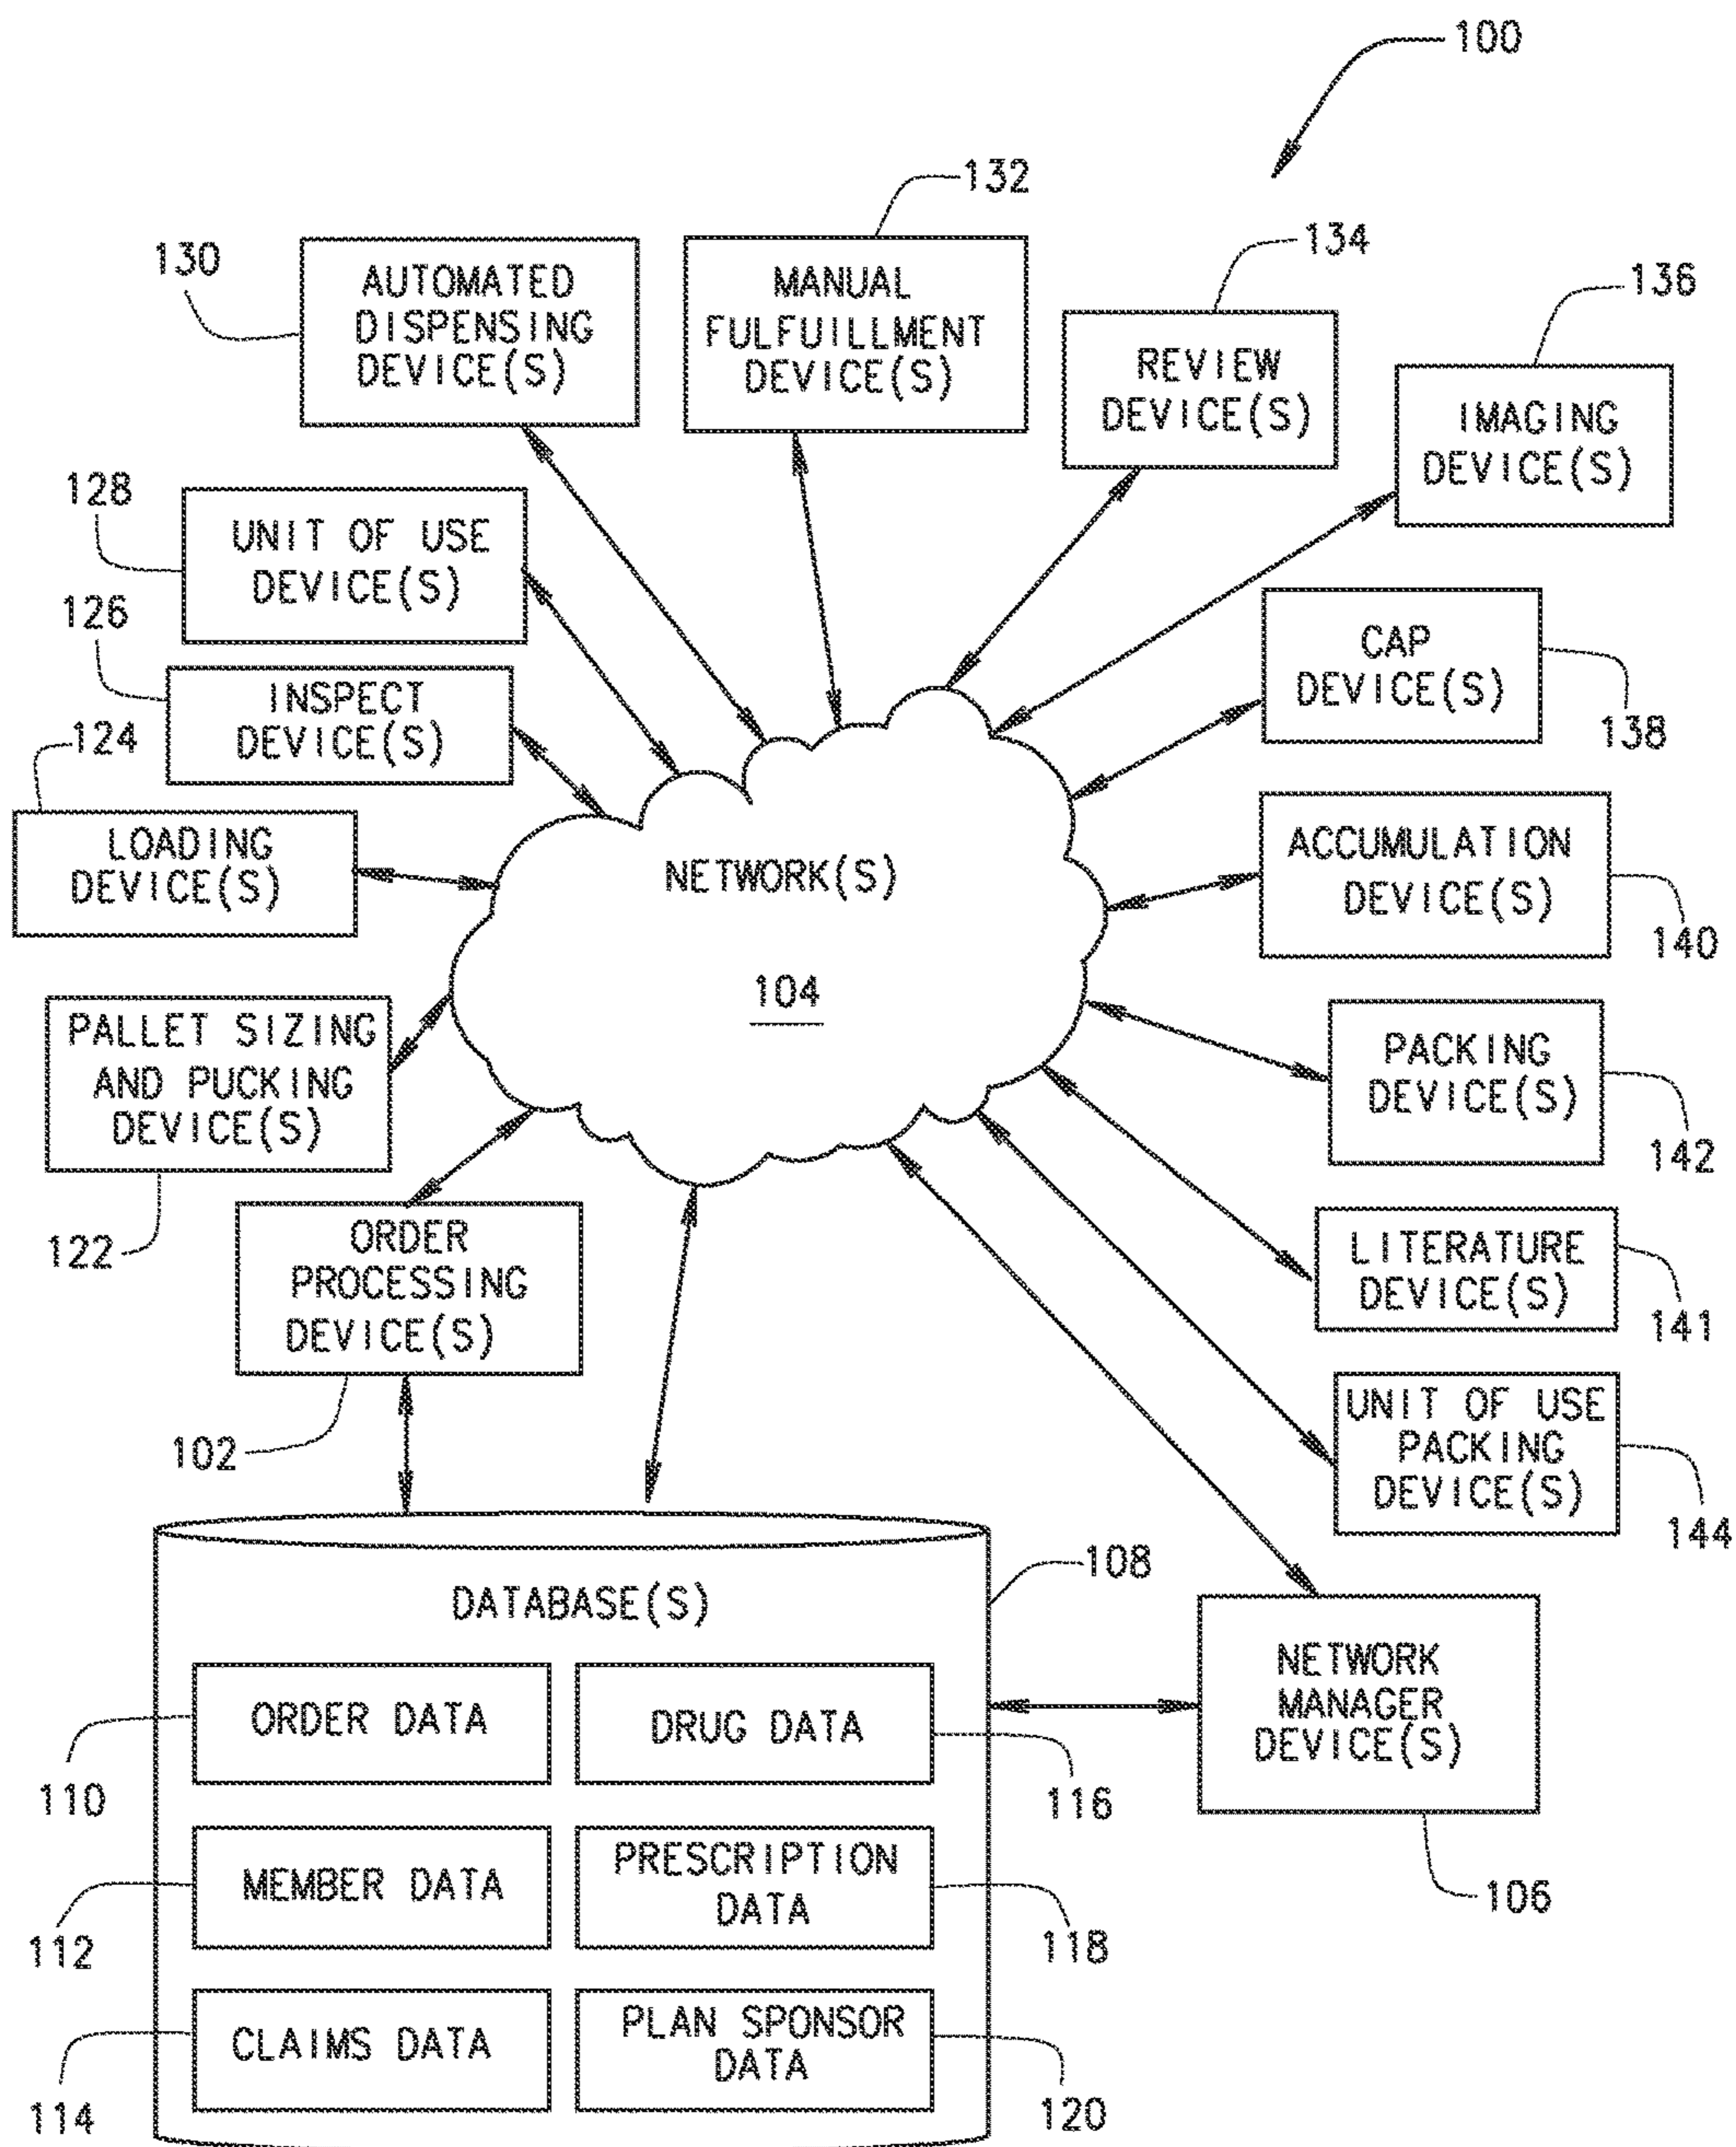 100
132
134
130
AUTOMATED
DISPENSING
DEVICE(S)
MANUAL
FULFUILLMENT
DEVICE(S)
136
REVIEW
DEVICE(S)
IMAGING
DEVICE(S)
128
UNIT OF USE
DEVICE(S)
126
CAP
DEVICE(S)
138
INSPECT
DEVICE(S)
124
LOADING
DEVICE(S)
NETWORK(S)
104
ACCUMULATION
DEVICE(S)
140
PALLET SIZING
AND PUCKING
DEVICE(S)
122
PACKING
DEVICE(S)
142
ORDER
PROCESSING
DEVICE(S)
102
LITERATURE
DEVICE(S)
141
UNIT OF USE
PACKING
DEVICE(S)
144
108
DATABASE(S)
NETWORK
MANAGER
DEVICE(S)
106
ORDER DATA
110
DRUG DATA
116
MEMBER DATA
112
PRESCRIPTION
DATA
118
CLAIMS DATA
114
PLAN SPONSOR
DATA
120